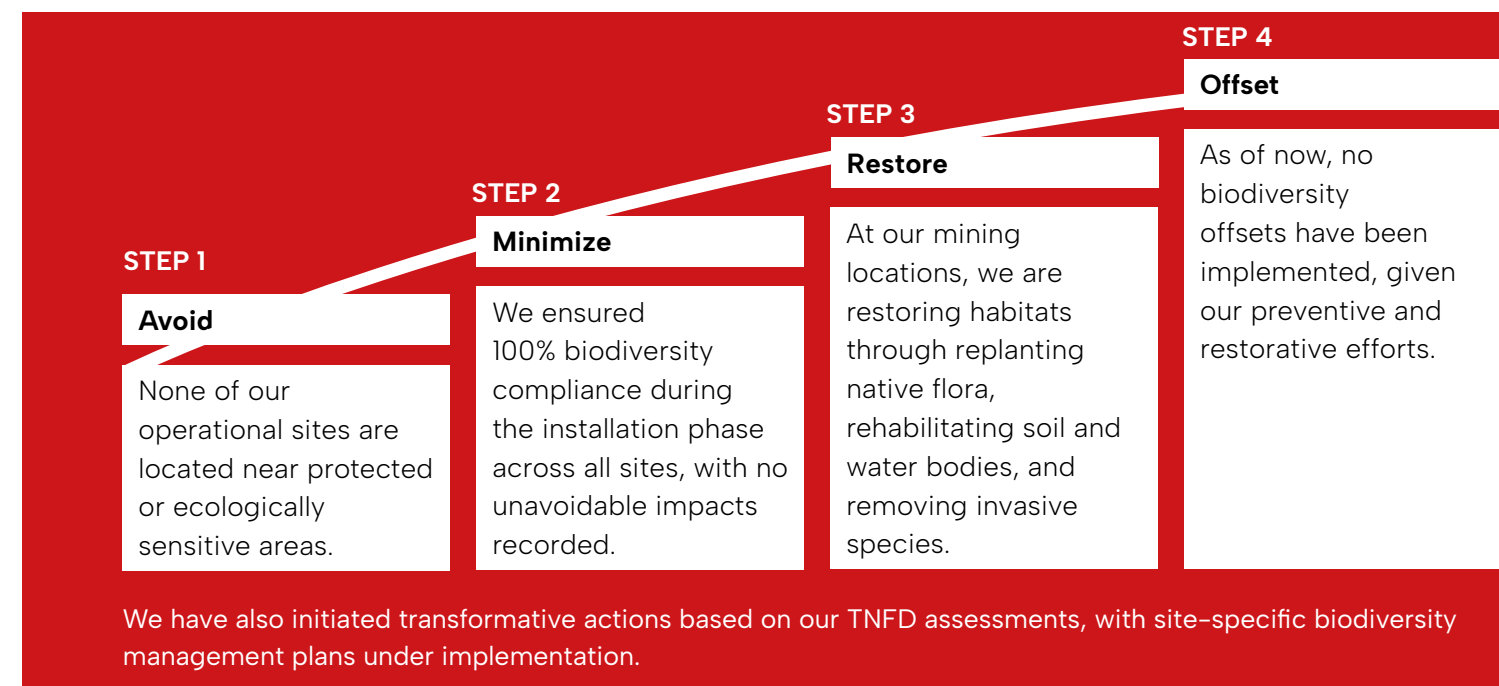 STEP 1
Avoid
None of our
operational sites are
located near protected
or ecologically
sensitive areas.
STEP 2
Minimize
We ensured
100% biodiversity
compliance during
the installation phase
across all sites, with no
unavoidable impacts
recorded.
STEP 3
Restore
At our mining
locations, we are
restoring habitats
through replanting
native flora,
rehabilitating soil and
water bodies, and
removing invasive
species.
STEP 4
Offset
As of now, no
biodiversity
offsets have been
implemented, given
our preventive and
restorative efforts.
We have also initiated transformative actions based on our TNFD assessments, with site-specific biodiversity
management plans under implementation.